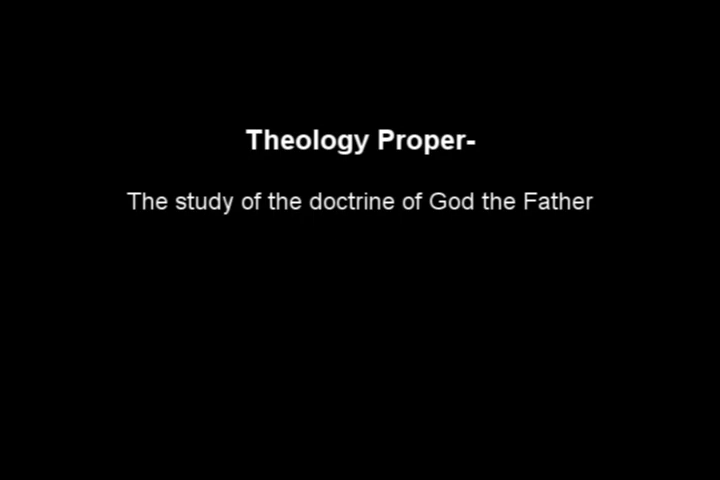 Theology Proper-
The study of the doctrine of God the Father